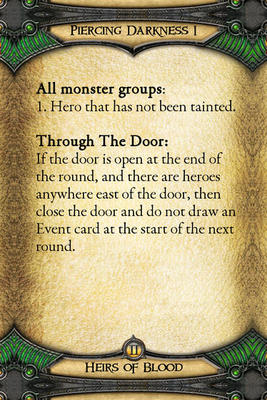 Piercing Darkness 1
All monster groups:
1. Hero that has not been tainted.
Through The Door:
If the door is open at the end of
the round, and there are heroes
anywhere east of the door, then
close the door and do not draw an
Event card at the start of the next
round.
II
Heirs of Blood